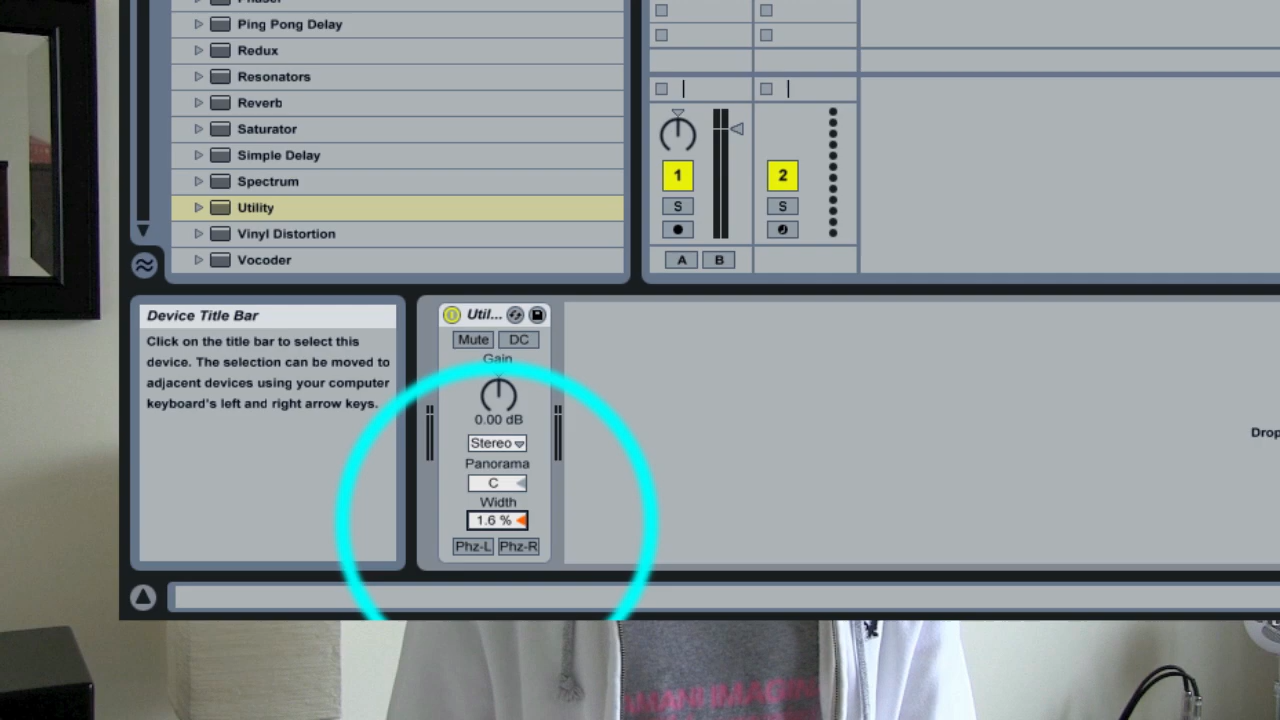 Phaser
Ping Pong Delay
Redux
Resonators
Reverb
Saturator
Simple Delay
Spectrum
Utility
Vinyl Distortion
Vocoder
1
2
S
S
A
B
Device Title Bar
Click on the title bar to select this
device. The selection can be moved to
adjacent devices using your computer
keyboard's left and right arrow keys.
Util...
Mute
DC
Gain
0.00 dB
Stereo
Panorama
C
Width
1.6 %
Phz-L
Phz-R
Drop